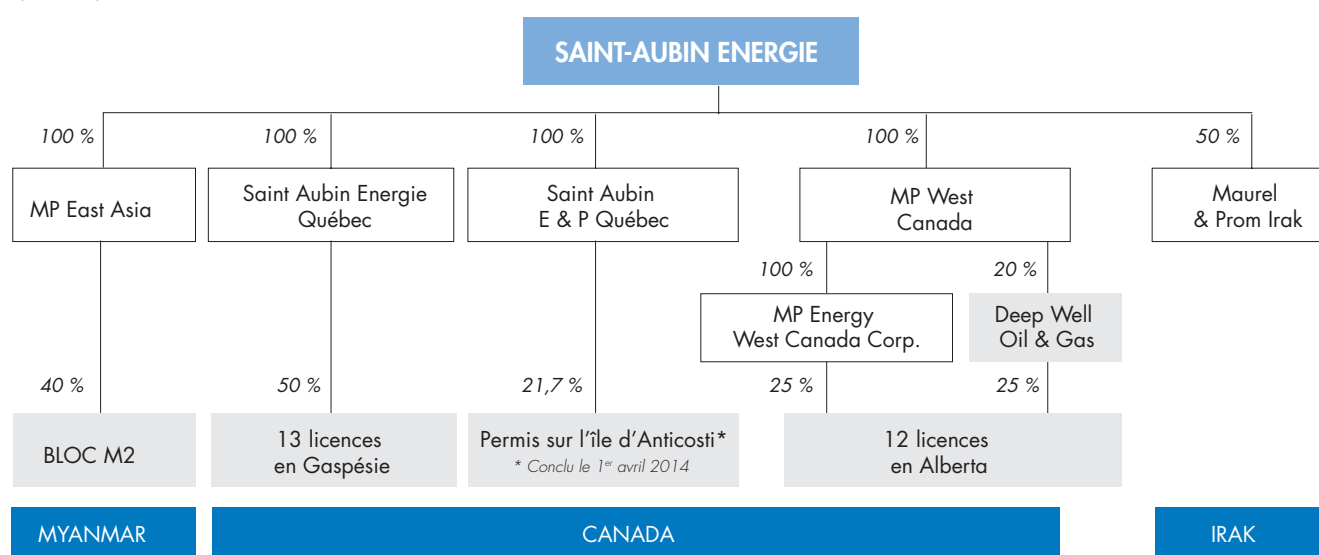 SAINT-AUBIN ENERGIE
100 %
100 %
100 %
100 %
50 %
MP East Asia
Saint Aubin Energie
Québec
Saint Aubin
E & P Québec
MP West
Canada
Maurel
& Prom Irak
100 %
20 %
MP Energy
West Canada Corp.
Deep Well
Oil & Gas
40 %
50 %
21,7 %
25 %
25 %
BLOC M2
13 licences
en Gaspésie
Permis sur l’île d’Anticosti*
* Conclu le 1er avril 2014
12 licences
en Alberta
MYANMAR
CANADA
IRAK